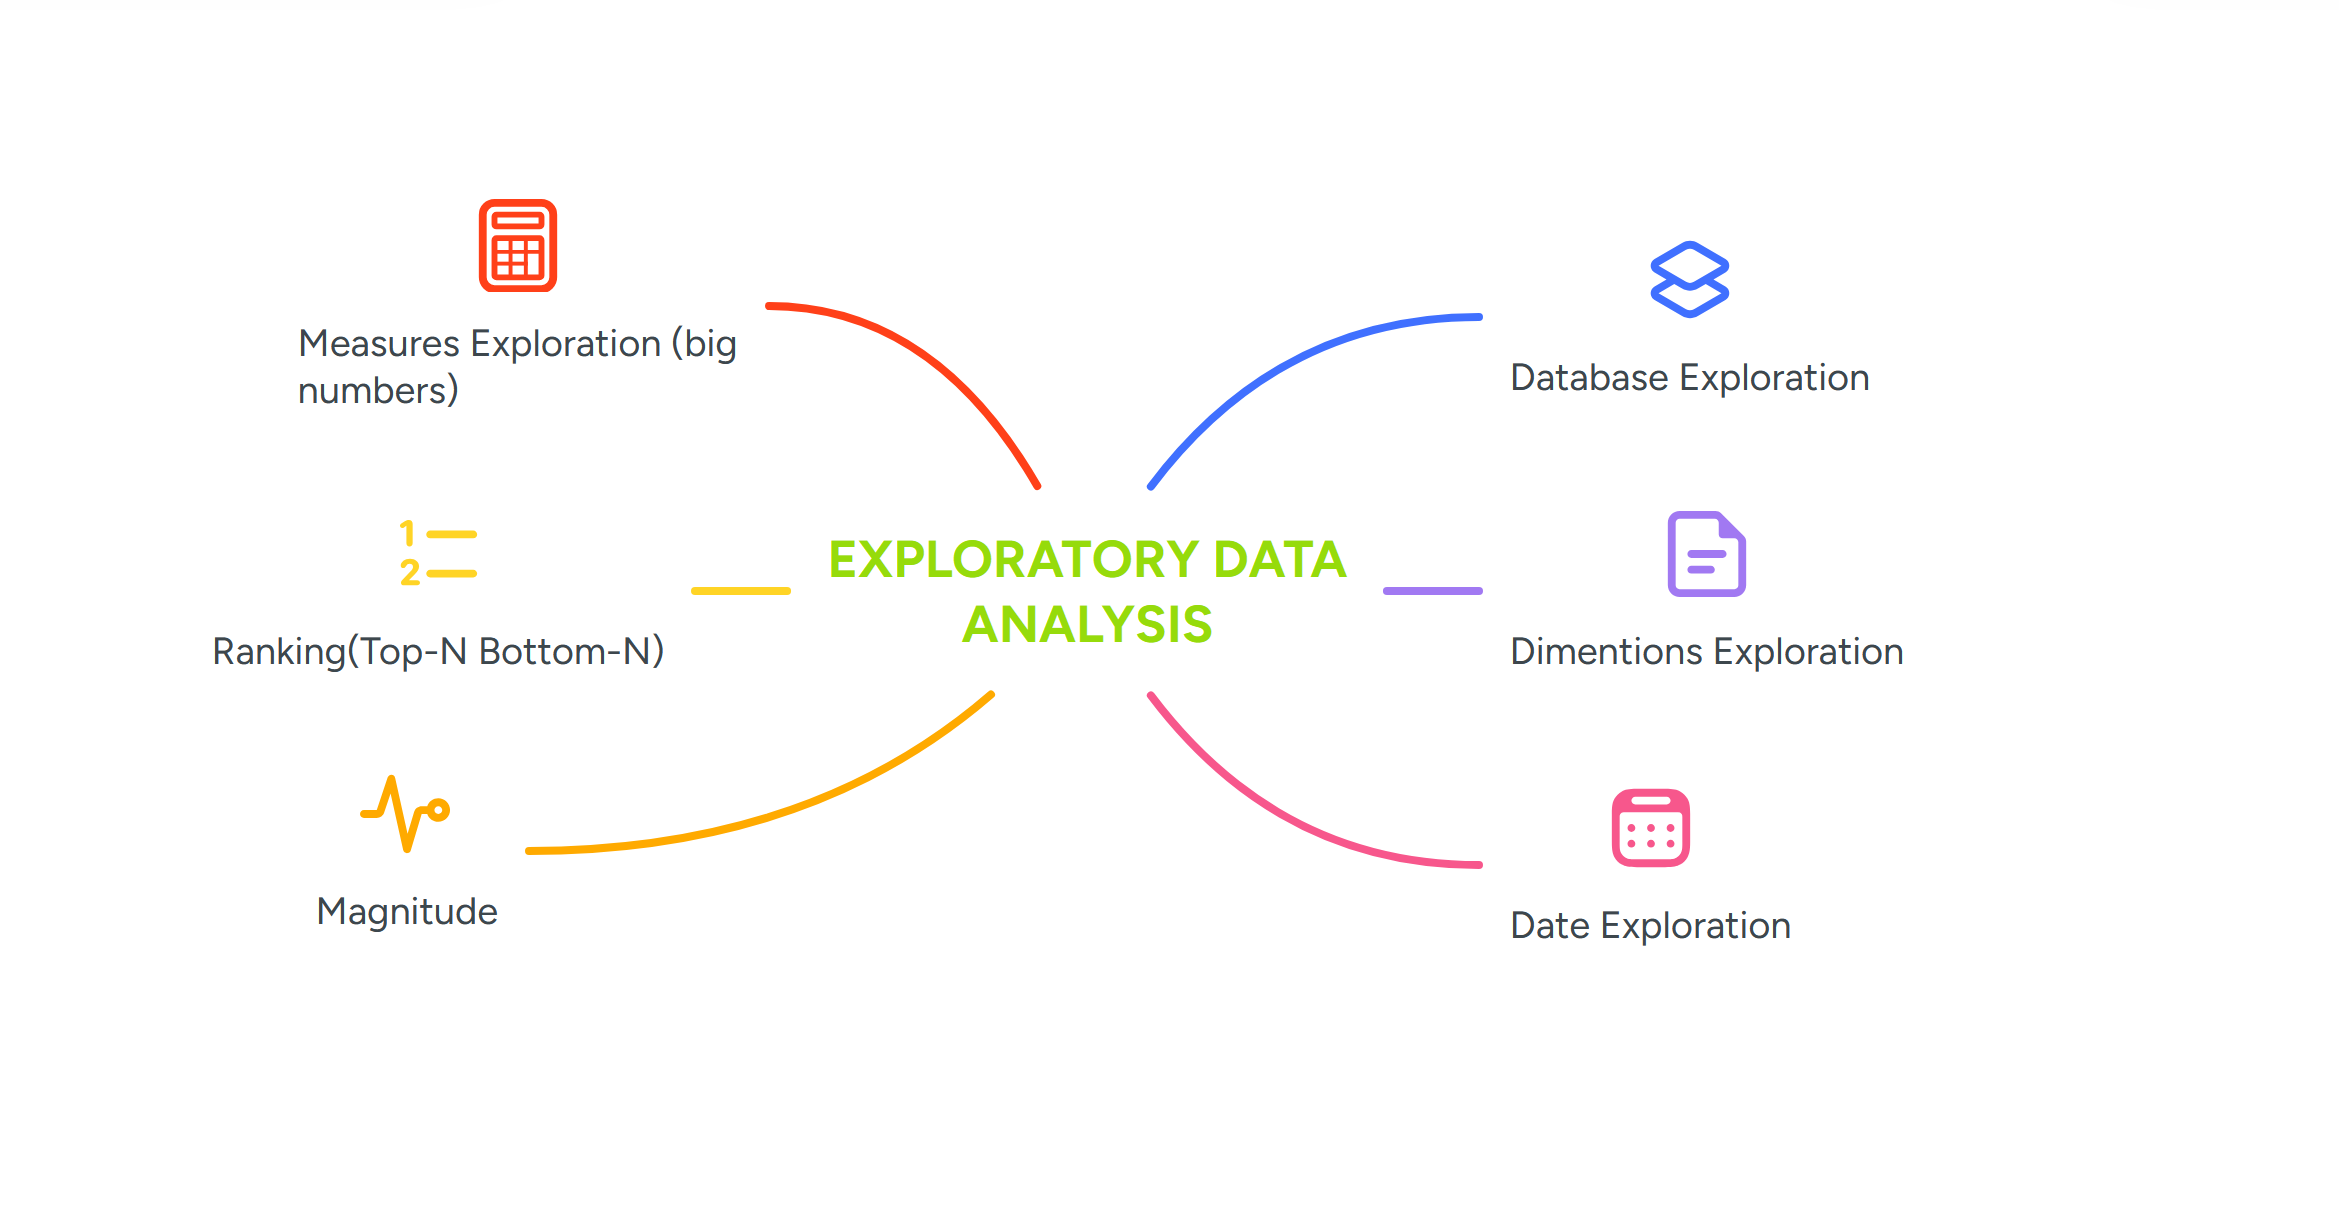 Measures Exploration (big
numbers)
Database Exploration
1
2
Ranking(Top-N Bottom-N)
EXPLORATORY DATA
ANALYSIS
Dimentions Exploration
Magnitude
Date Exploration